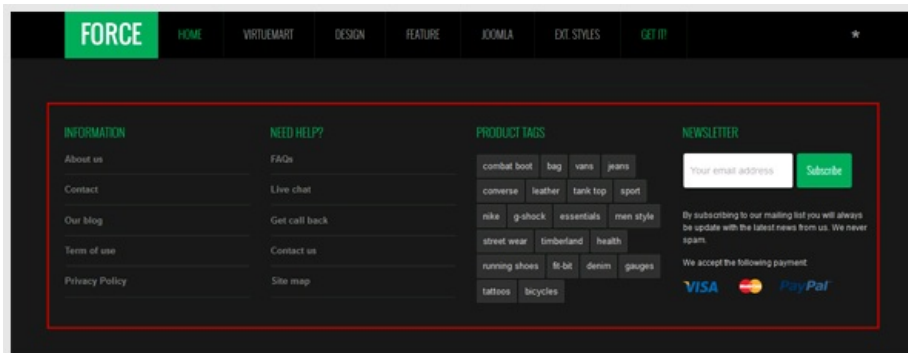 FORCE HOME VIRTUEMART DESIGN FEATURE JOOMLA EXT. STYLES GET IT!
INFORMATION
About us
Contact
Our blog
Term of use
Privacy Policy
NEED HELP?
FAQs
Live chat
Get call back
Contact us
Site map
PRODUCT TAGS
combat boot bag vans jeans
converse leather tank top sport
nike g-shock essentials men style
street wear timberland health
running shoes fit-bit denim gauges
tattoos bicycles
NEWSLETTER
Your email address Subscribe
By subscribing to our mailing list you will always
be update with the latest news from us. We never
spam.
We accept the following payment:
VISA MasterCard PayPal